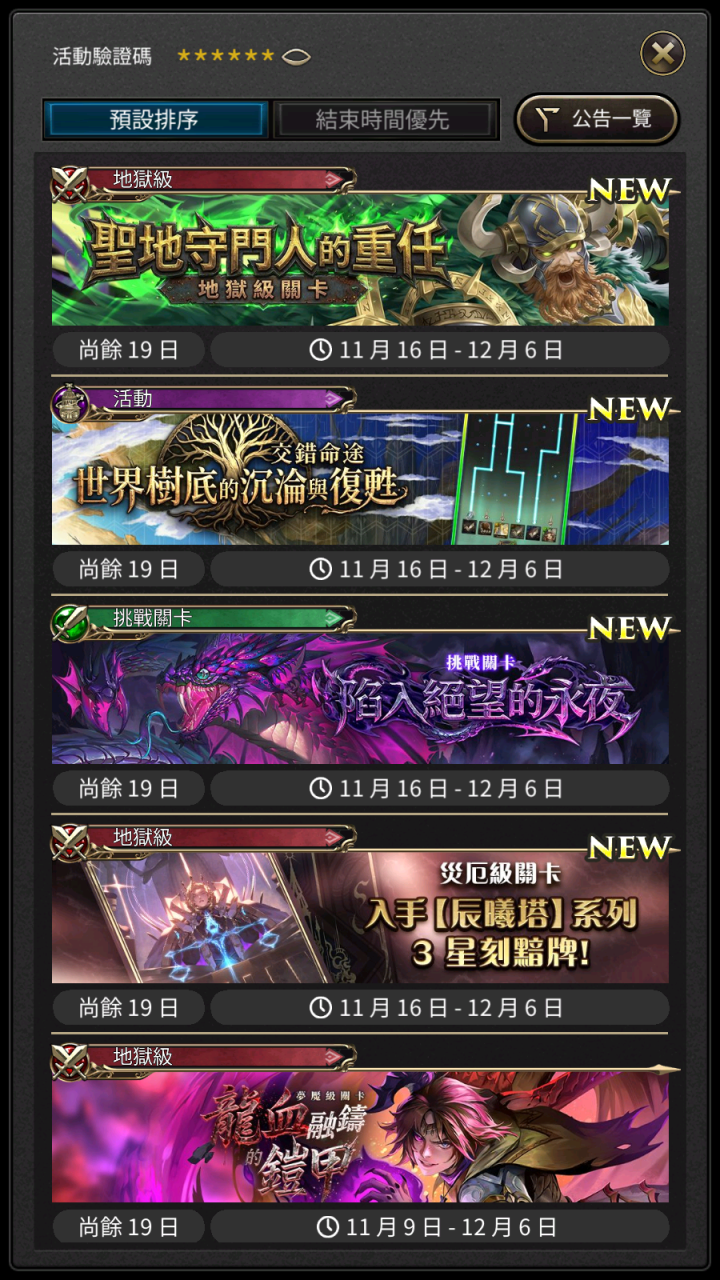 活動驗證碼 ******
預設排序
結束時間優先
公告一覽
地獄級
NEW
聖地守門人的重任
地獄級關卡
尚餘 19 日
11 月 16 日 - 12 月 6 日
活動
NEW
交錯命途
世界樹底的沉淪與復甦
尚餘 19 日
11 月 16 日 - 12 月 6 日
挑戰關卡
NEW
挑戰關卡
陷入絕望的永夜
尚餘 19 日
11 月 16 日 - 12 月 6 日
地獄級
NEW
災厄級關卡
入手【辰曦塔】系列
3 星刻黯牌!
尚餘 19 日
11 月 16 日 - 12 月 6 日
地獄級
夢魘級關卡
龍血融鑄
的鎧甲
尚餘 19 日
11 月 9 日 - 12 月 6 日